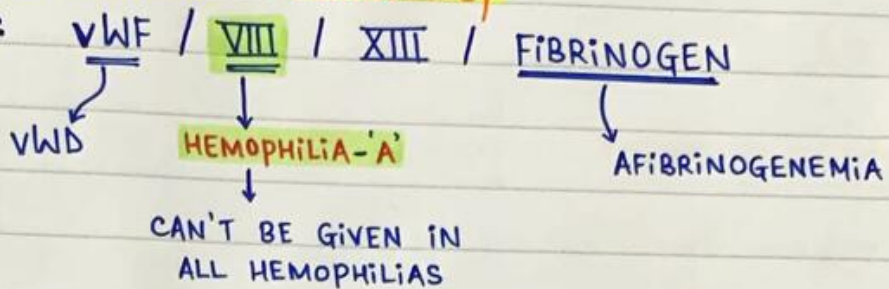 : vWF / VIII / XIII / FiBRiNOGEN
VWD HEMOPHiLiA-'A' AFiBRiNOGENEMiA
CAN'T BE GiVEN iN
ALL HEMOPHiLiAS